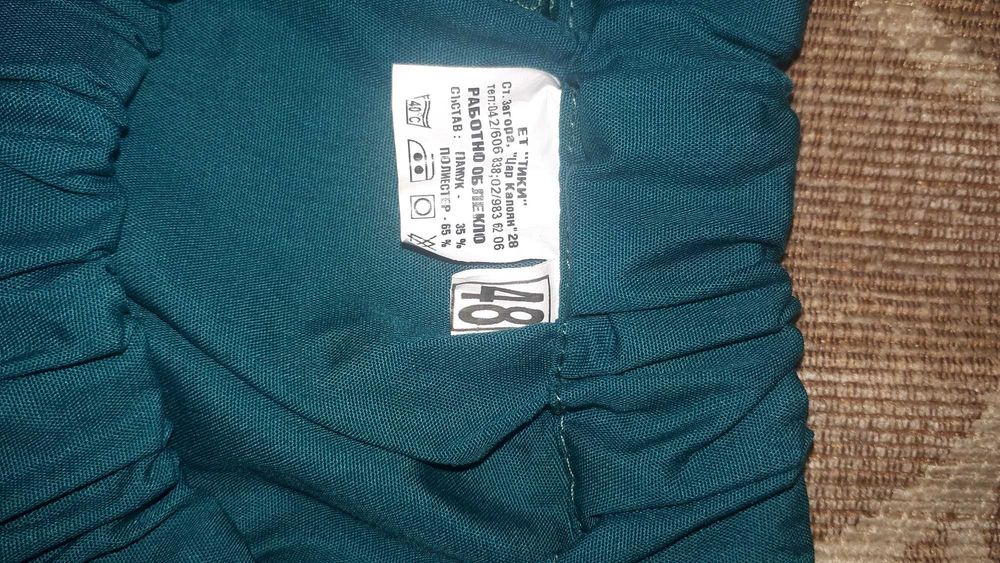 ЕТ "ТИКИ"
Ст. Загора, "Цар Калоян" 28
тел:042/606 838;02/983 62 06
РАБОТНО ОБЛЕКЛО
СЪСТАВ: ПАМУК - 35 %
ПОЛИЕСТЕР - 65 %
40°C
48